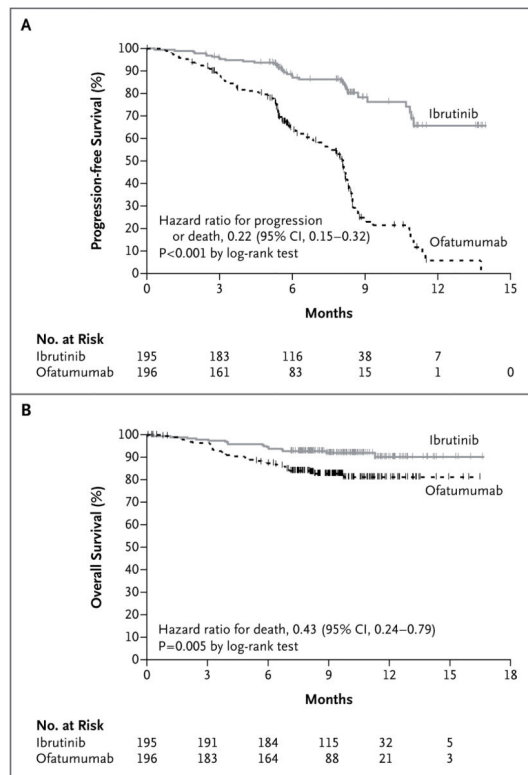 A
100
90
80
70
60
50
40
30
20
10
0
Progression-free Survival (%)
Ibrutinib
Ofatumumab
Hazard ratio for progression
or death, 0.22 (95% CI, 0.15–0.32)
P<0.001 by log-rank test
0 3 6 9 12 15
Months
No. at Risk
Ibrutinib 195 183 116 38 7
Ofatumumab 196 161 83 15 1 0
B
100
90
80
70
60
50
40
30
20
10
0
Overall Survival (%)
Ibrutinib
Ofatumumab
Hazard ratio for death, 0.43 (95% CI, 0.24–0.79)
P=0.005 by log-rank test
0 3 6 9 12 15 18
Months
No. at Risk
Ibrutinib 195 191 184 115 32 5
Ofatumumab 196 183 164 88 21 3